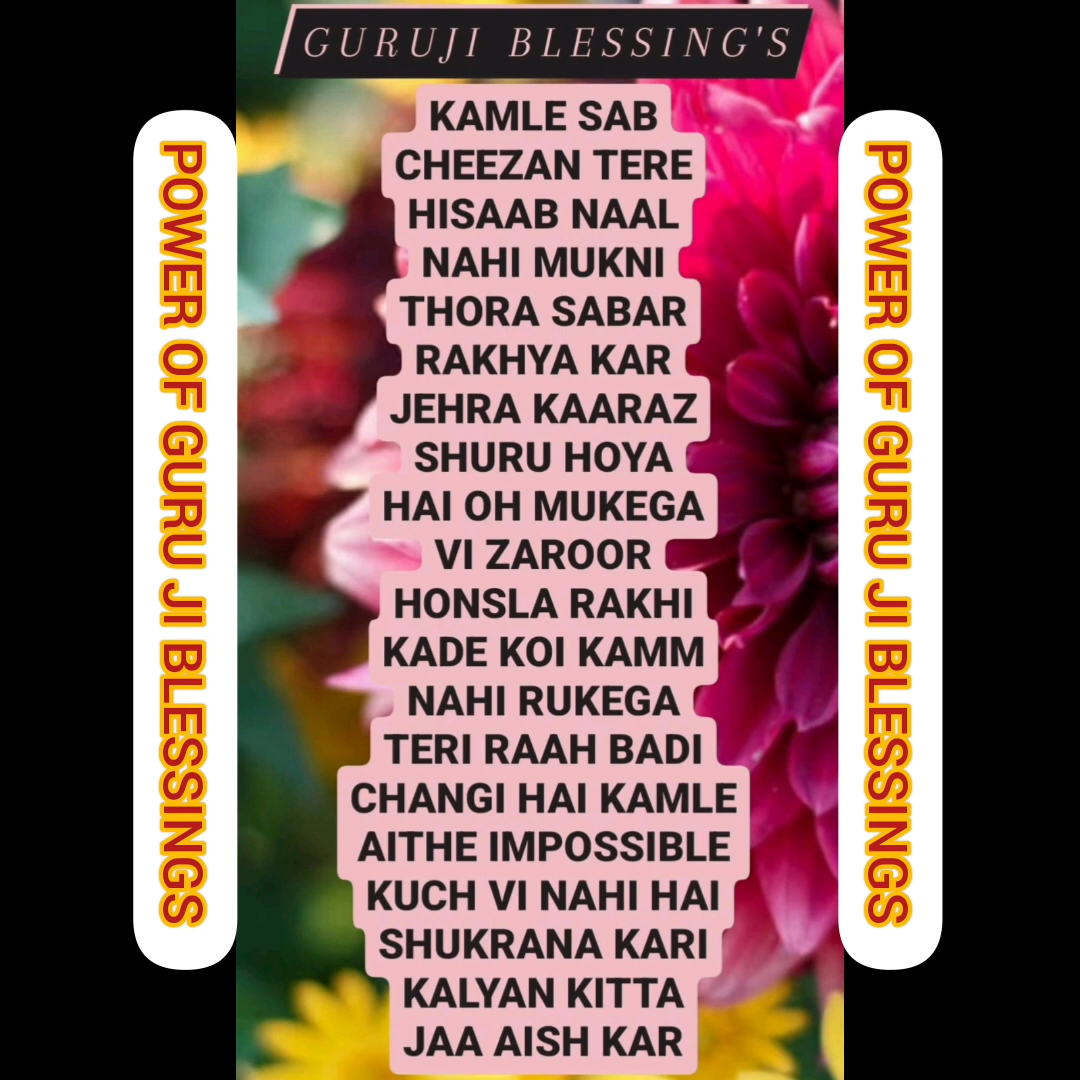 GURUJI BLESSING'S
KAMLE SAB
CHEEZAN TERE
HISAAB NAAL
NAHI MUKNI
THORA SABAR
RAKHYA KAR
JEHRA KAARAZ
SHURU HOYA
HAI OH MUKEGA
VI ZAROOR
HONSLA RAKHI
KADE KOI KAMM
NAHI RUKEGA
TERI RAAH BADI
CHANGI HAI KAMLE
AITHE IMPOSSIBLE
KUCH VI NAHI HAI
SHUKRANA KARI
KALYAN KITTA
JAA AISH KAR
POWER OF GURU JI BLESSINGS
POWER OF GURU JI BLESSINGS